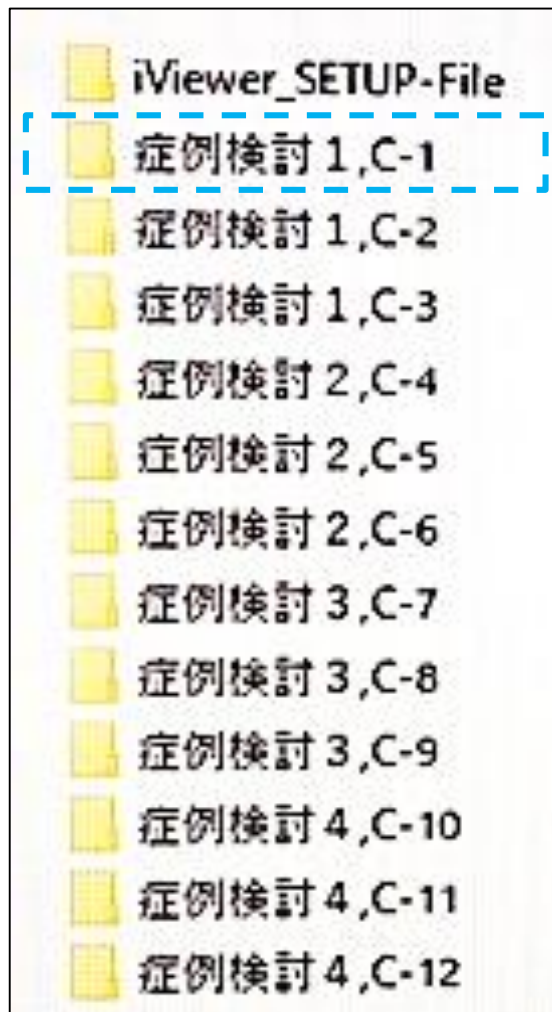 iViewer_SETUP-File
症例検討1,C-1
症例検討1,C-2
症例検討1,C-3
症例検討2,C-4
症例検討2,C-5
症例検討2,C-6
症例検討3,C-7
症例検討3,C-8
症例検討3,C-9
症例検討4,C-10
症例検討4,C-11
症例検討4,C-12